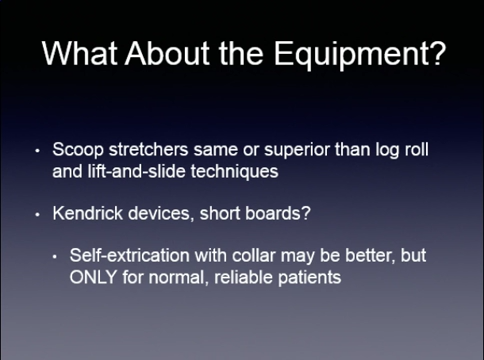 What About the Equipment?
• Scoop stretchers same or superior than log roll
and lift-and-slide techniques
• Kendrick devices, short boards?
• Self-extrication with collar may be better, but
ONLY for normal, reliable patients